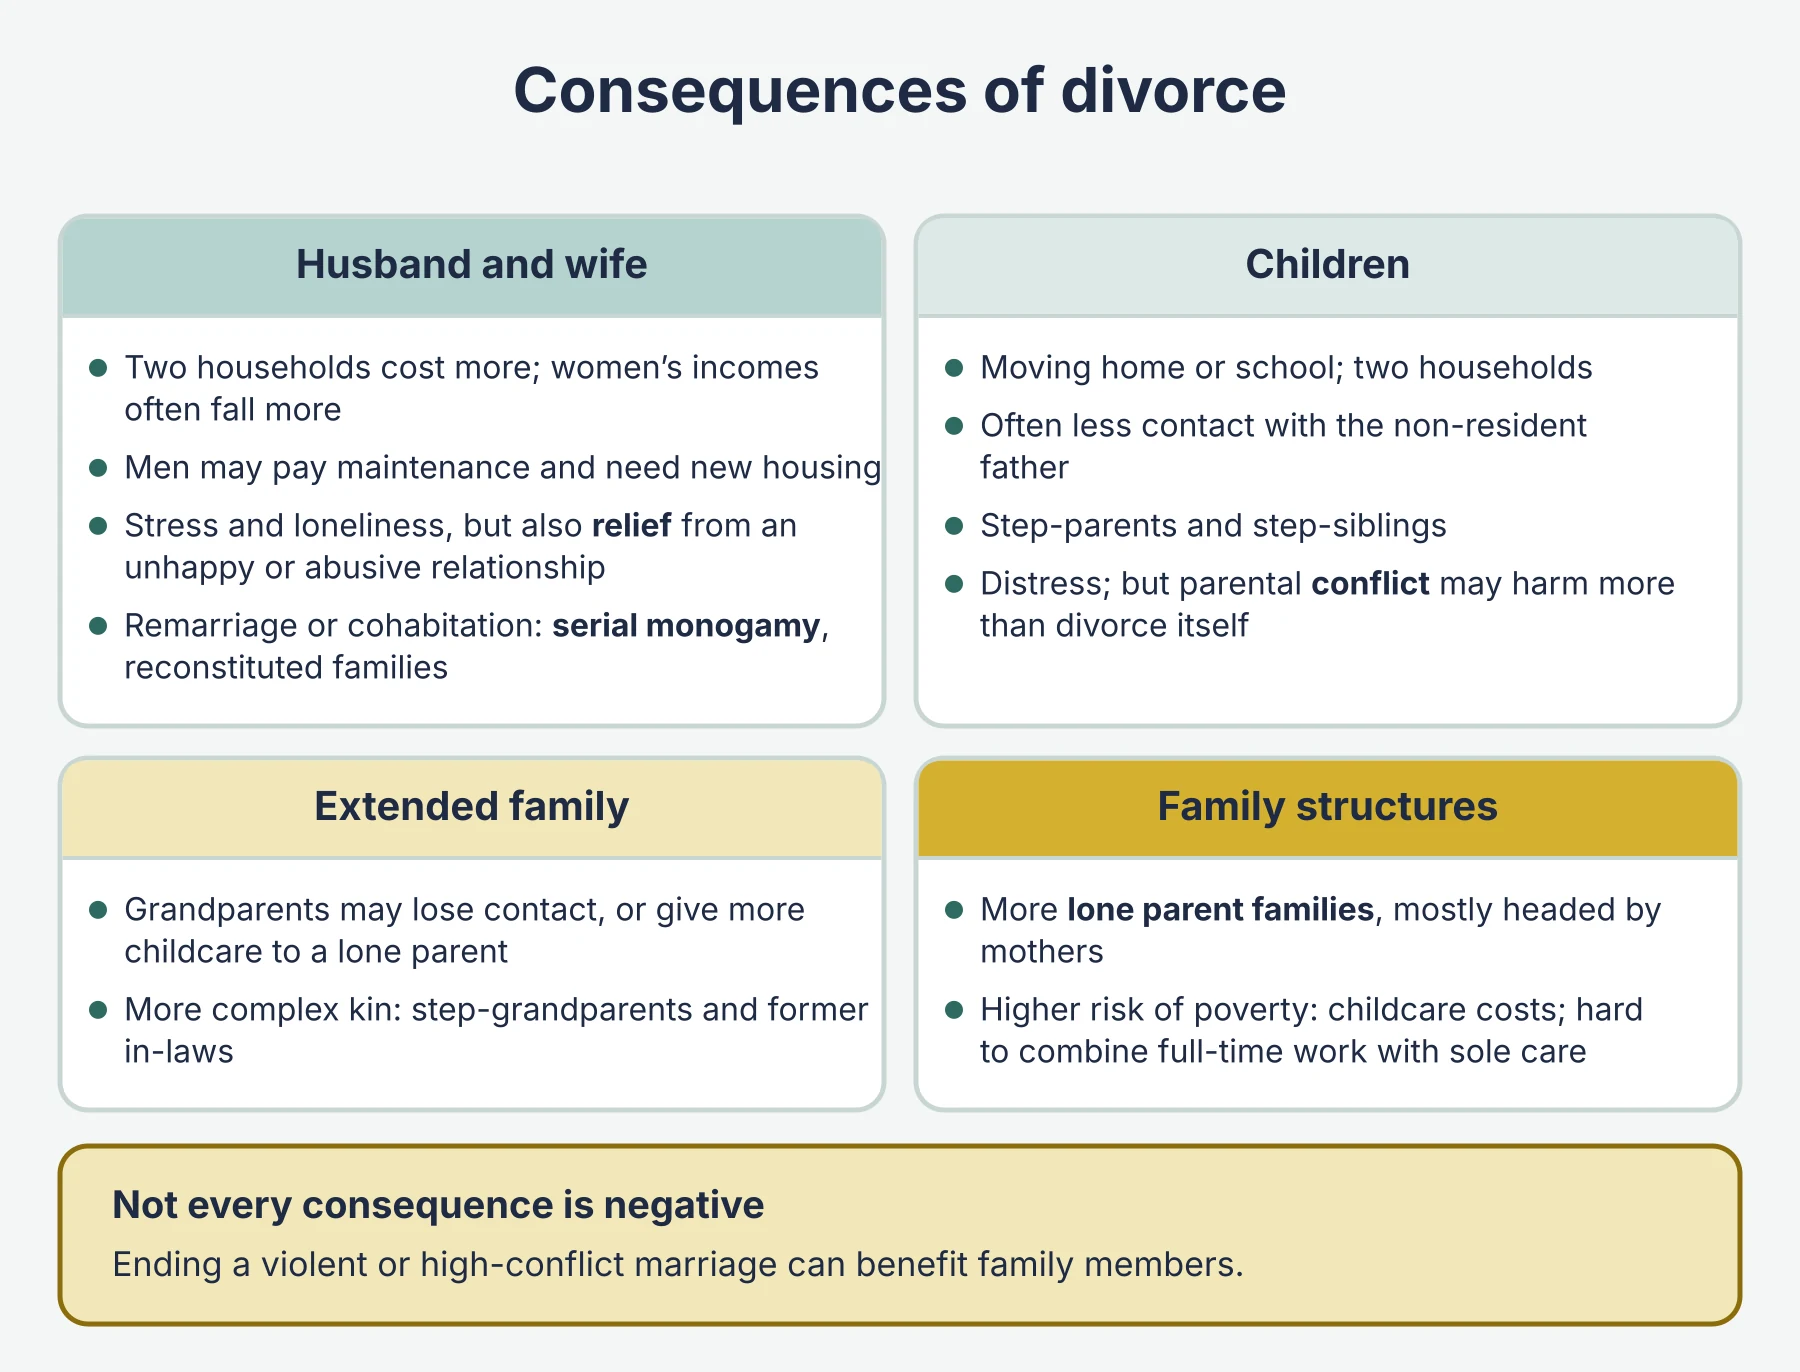 Consequences of divorce
Husband and wife
Two households cost more; women’s incomes
often fall more
Men may pay maintenance and need new housing
Stress and loneliness, but also relief from an
unhappy or abusive relationship
Remarriage or cohabitation: serial monogamy,
reconstituted families
Children
Moving home or school; two households
Often less contact with the non-resident
father
Step-parents and step-siblings
Distress; but parental conflict may harm more
than divorce itself
Extended family
Grandparents may lose contact, or give more
childcare to a lone parent
More complex kin: step-grandparents and former
in-laws
Family structures
More lone parent families, mostly headed by
mothers
Higher risk of poverty: childcare costs; hard
to combine full-time work with sole care
Not every consequence is negative
Ending a violent or high-conflict marriage can benefit family members.